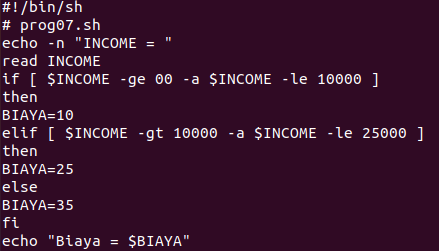 #!/bin/sh
# prog07.sh
echo -n "INCOME = "
read INCOME
if [ $INCOME -ge 00 -a $INCOME -le 10000 ]
then
BIAYA=10
elif [ $INCOME -gt 10000 -a $INCOME -le 25000 ]
then
BIAYA=25
else
BIAYA=35
fi
echo "Biaya = $BIAYA"